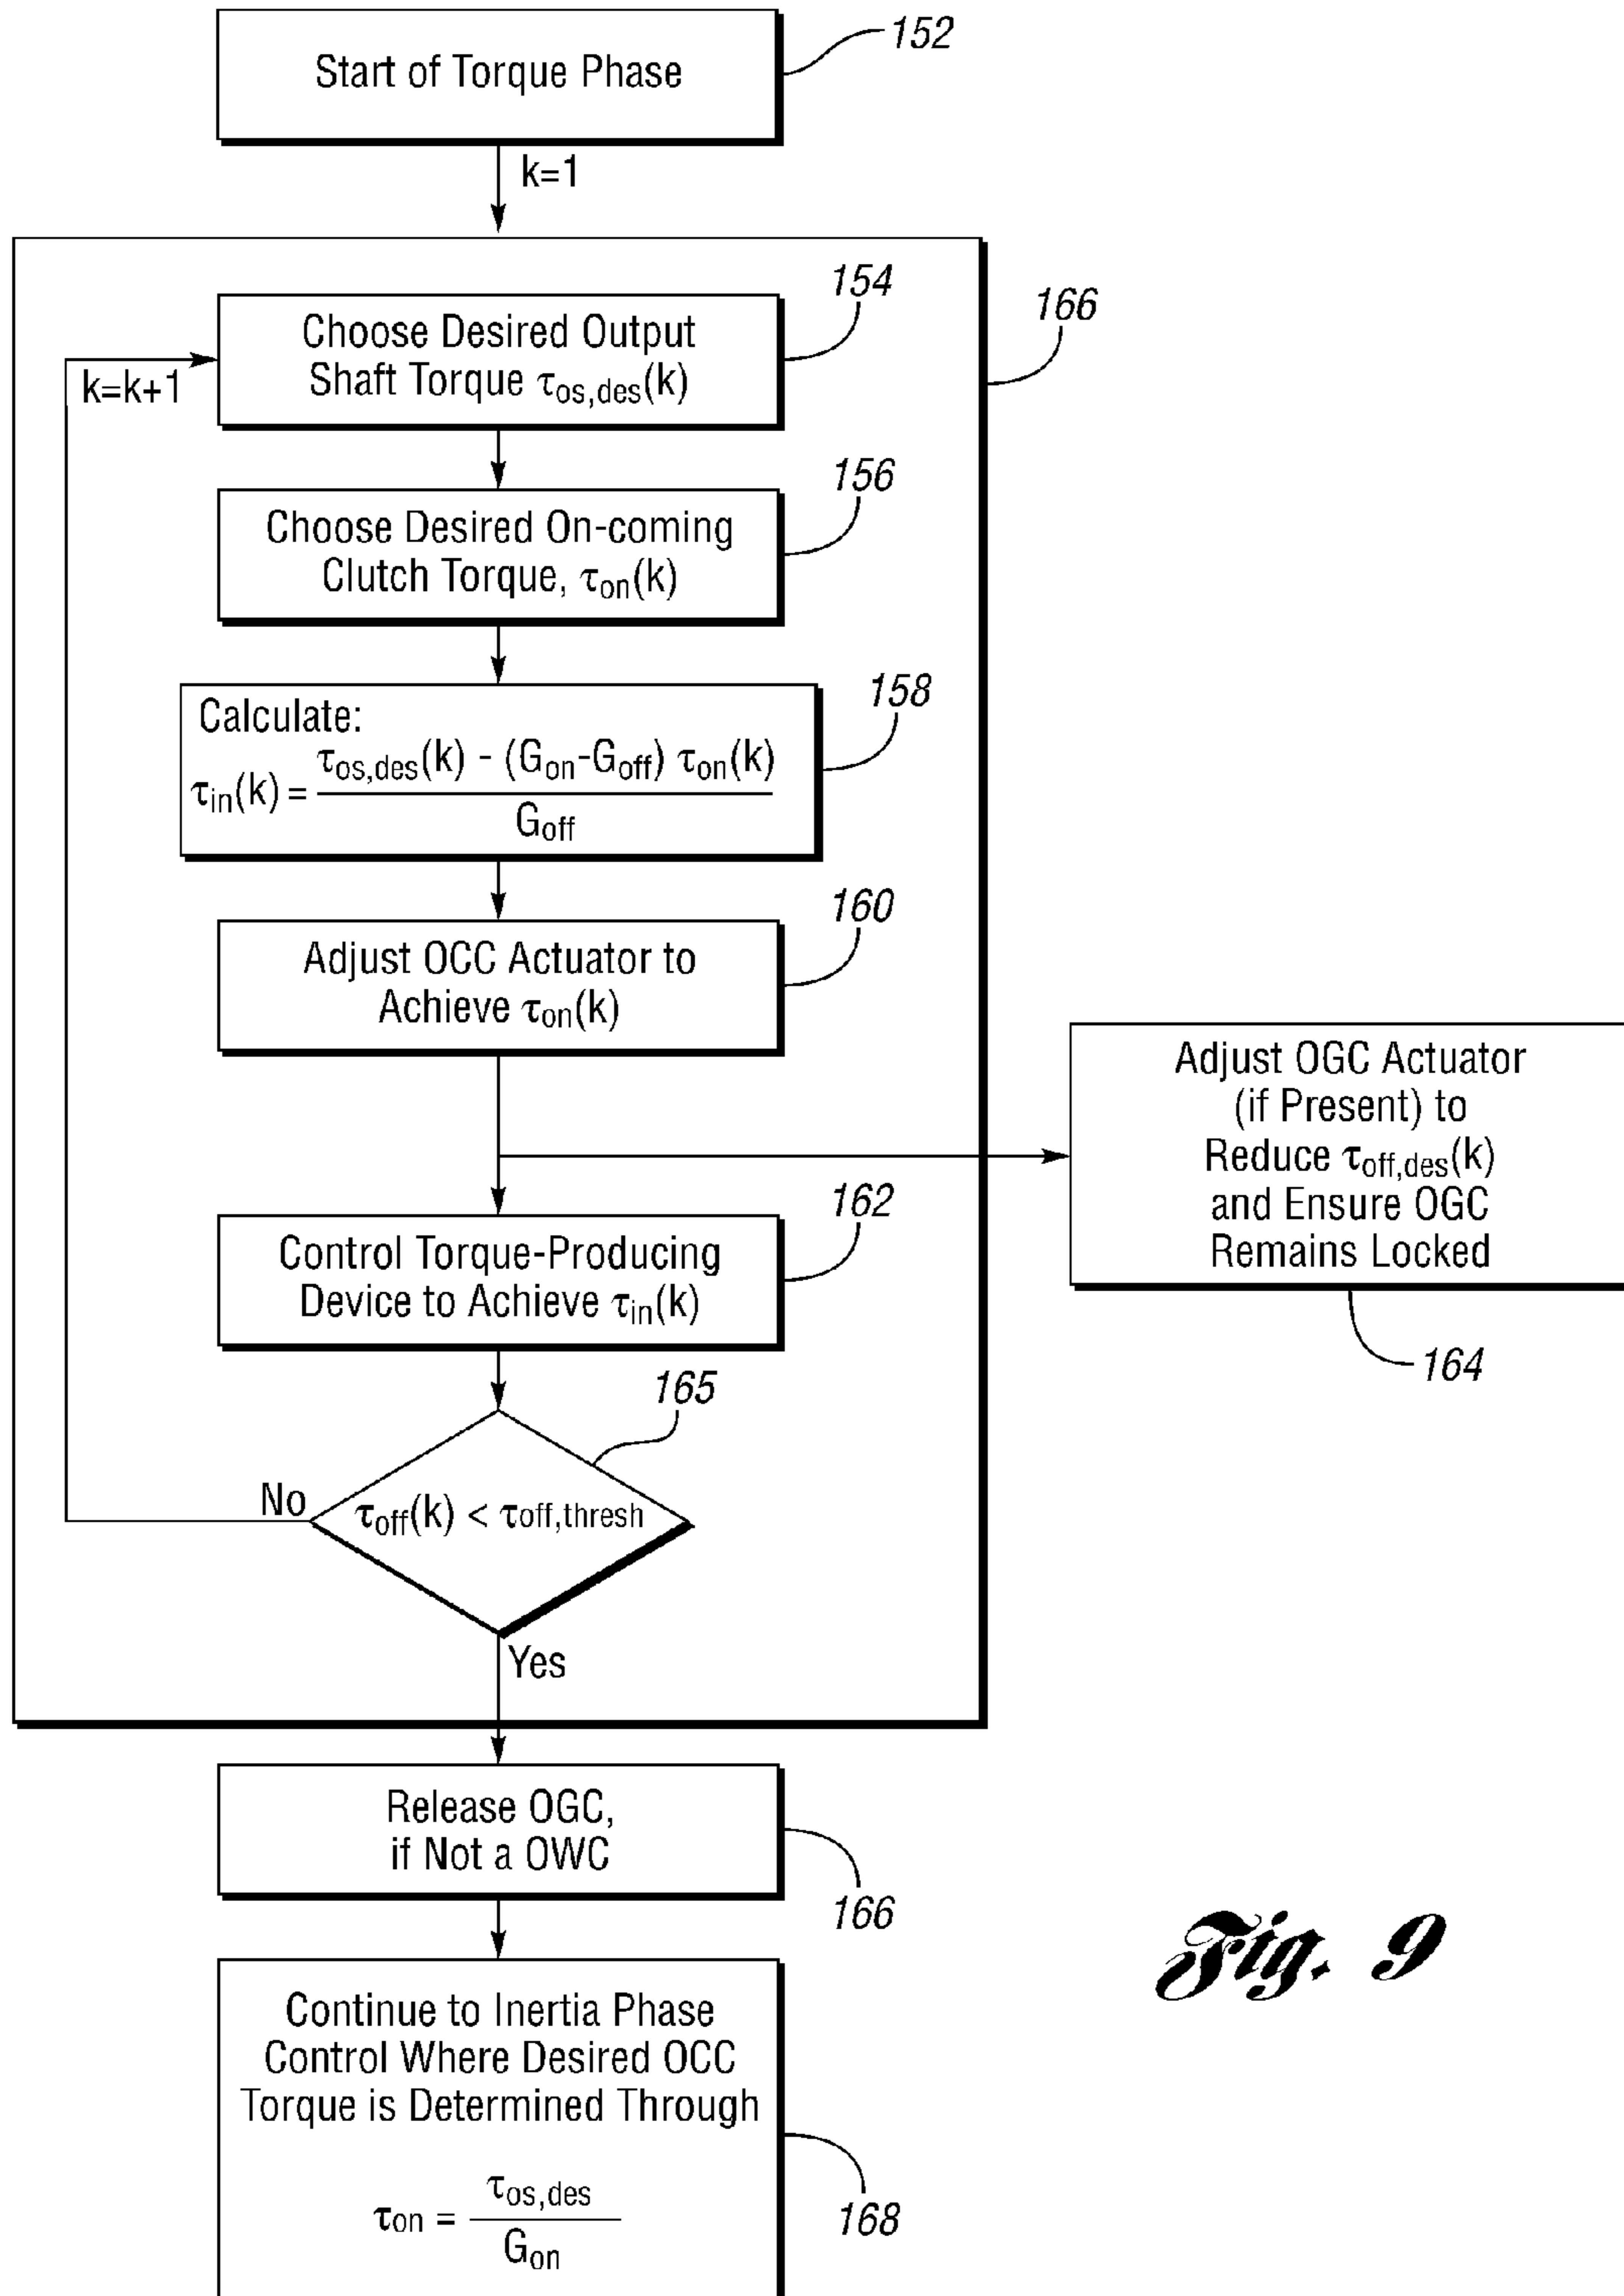 Start of Torque Phase
152
k=1
166
154
Choose Desired Output
Shaft Torque τos,des(k)
k=k+1
156
Choose Desired On-coming
Clutch Torque, τon(k)
158
Calculate:
τin(k) = τos,des(k) - (Gon-Goff) τon(k)
Goff
160
Adjust OCC Actuator to
Achieve τon(k)
Adjust OGC Actuator
(if Present) to
Reduce τoff,des(k)
and Ensure OGC
Remains Locked
164
162
Control Torque-Producing
Device to Achieve τin(k)
165
No
τoff(k) < τoff,thresh
Yes
Release OGC,
if Not a OWC
166
Continue to Inertia Phase
Control Where Desired OCC
Torque is Determined Through
τon = τos,des
Gon
168
Fig. 9